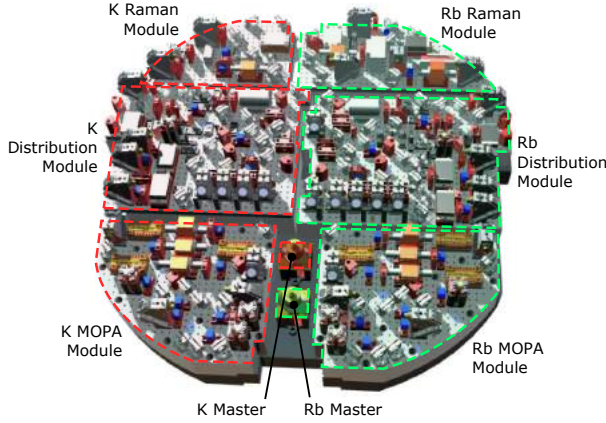 K Raman
Module
Rb Raman
Module
K
Distribution
Module
Rb
Distribution
Module
K MOPA
Module
Rb MOPA
Module
K Master
Rb Master